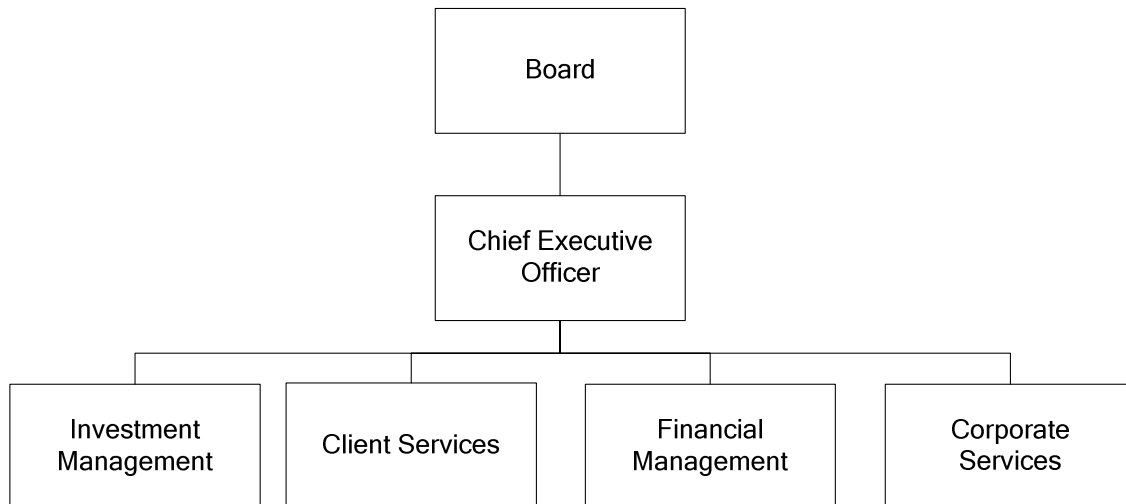 Board
Chief Executive
Officer
Investment
Management
Client Services
Financial
Management
Corporate
Services